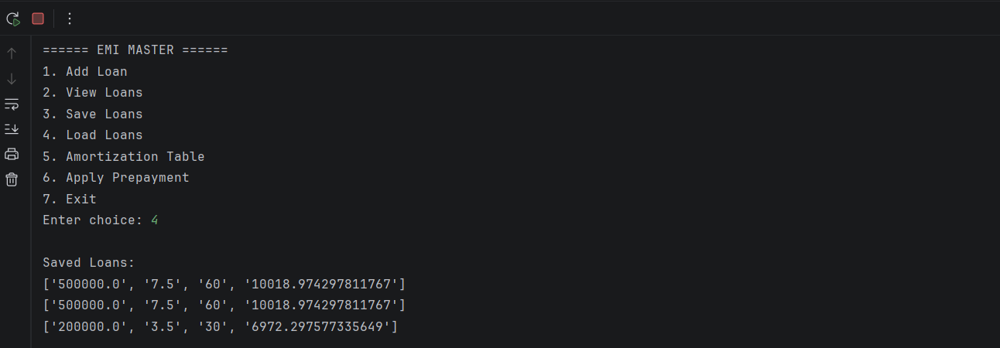 ====== EMI MASTER ======
1. Add Loan
2. View Loans
3. Save Loans
4. Load Loans
5. Amortization Table
6. Apply Prepayment
7. Exit
Enter choice: 4
Saved Loans:
['500000.0', '7.5', '60', '10018.974297811767']
['500000.0', '7.5', '60', '10018.974297811767']
['200000.0', '3.5', '30', '6972.297577335649']